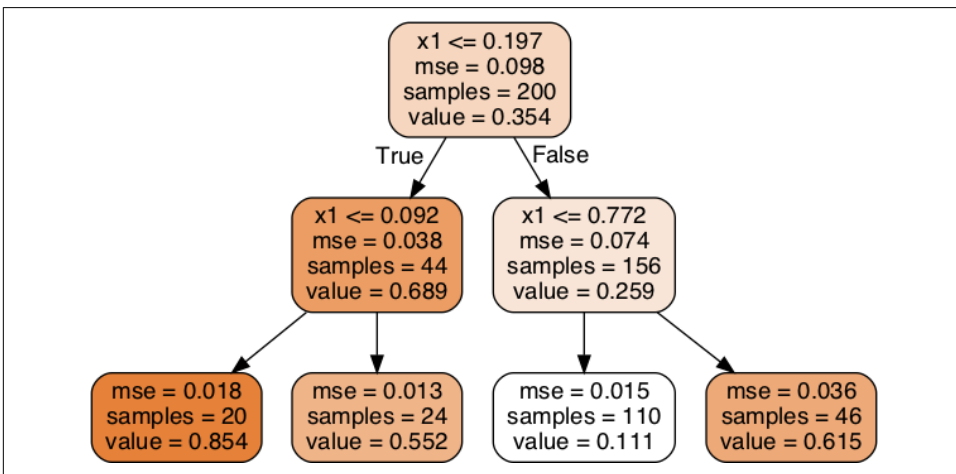 x1 <= 0.197
mse = 0.098
samples = 200
value = 0.354
True
False
x1 <= 0.092
mse = 0.038
samples = 44
value = 0.689
x1 <= 0.772
mse = 0.074
samples = 156
value = 0.259
mse = 0.018
samples = 20
value = 0.854
mse = 0.013
samples = 24
value = 0.552
mse = 0.015
samples = 110
value = 0.111
mse = 0.036
samples = 46
value = 0.615